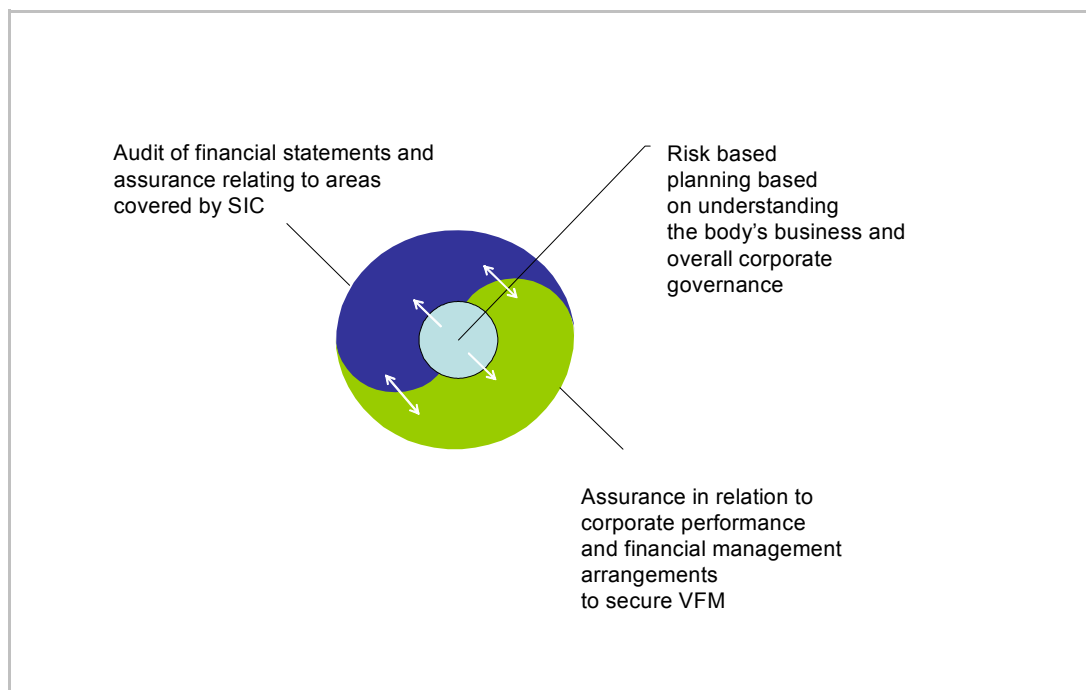 Audit of financial statements and
assurance relating to areas
covered by SIC
Risk based
planning based
on understanding
the body's business and
overall corporate
governance
Assurance in relation to
corporate performance
and financial management
arrangements
to secure VFM